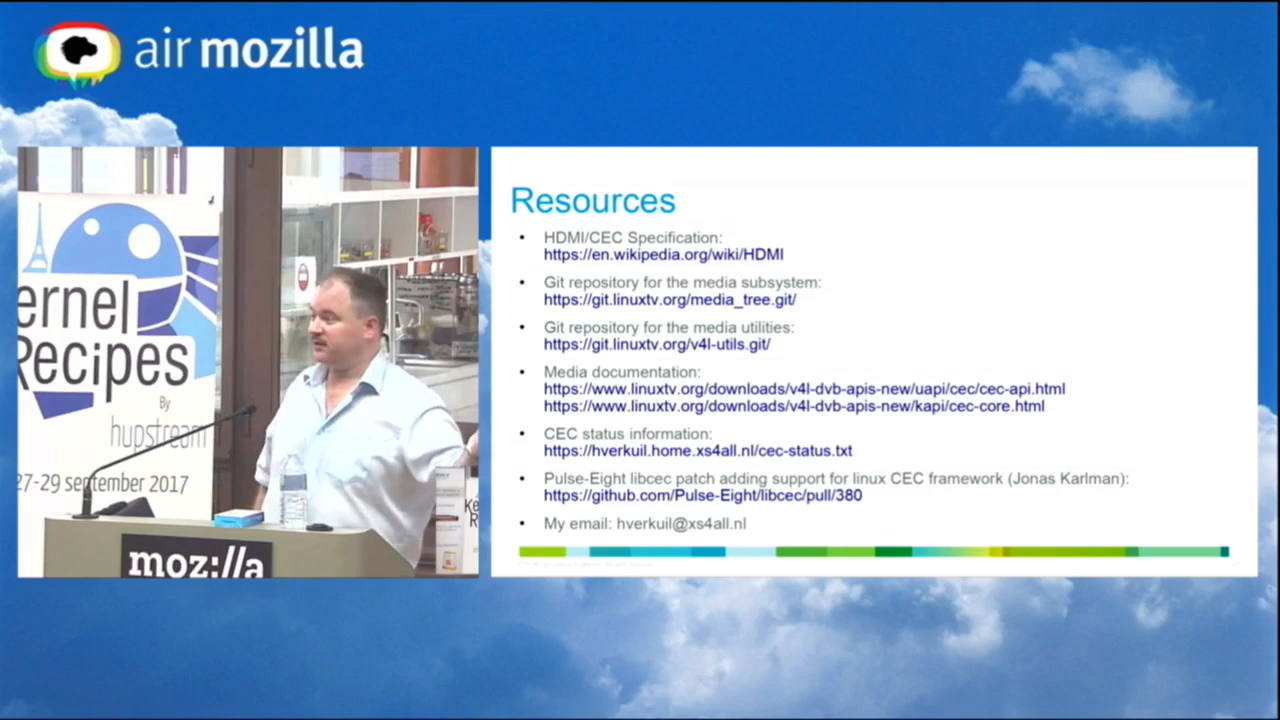 air mozilla
ernel
Recipes
By
hupstream
27-29 september 2017
moz://a
Ke
Resources
• HDMI/CEC Specification:
https://en.wikipedia.org/wiki/HDMI
• Git repository for the media subsystem:
https://git.linuxtv.org/media_tree.git/
• Git repository for the media utilities:
https://git.linuxtv.org/v4l-utils.git/
• Media documentation:
https://www.linuxtv.org/downloads/v4l-dvb-apis-new/uapi/cec/cec-api.html
https://www.linuxtv.org/downloads/v4l-dvb-apis-new/kapi/cec-core.html
• CEC status information:
https://hverkuil.home.xs4all.nl/cec-status.txt
• Pulse-Eight libcec patch adding support for linux CEC framework (Jonas Karlman):
https://github.com/Pulse-Eight/libcec/pull/380
• My email: hverkuil@xs4all.nl